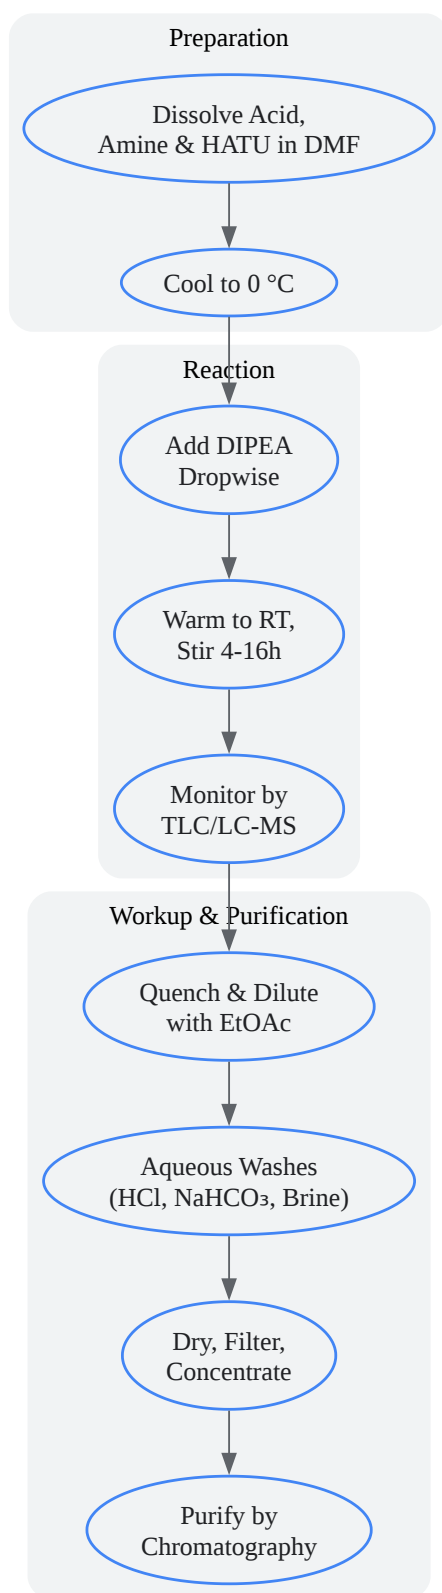 Preparation
Dissolve Acid,
Amine & HATU in DMF
Cool to 0 °C
Reaction
Add DIPEA
Dropwise
Warm to RT,
Stir 4-16h
Monitor by
TLC/LC-MS
Workup & Purification
Quench & Dilute
with EtOAc
Aqueous Washes
(HCl, NaHCO₃, Brine)
Dry, Filter,
Concentrate
Purify by
Chromatography